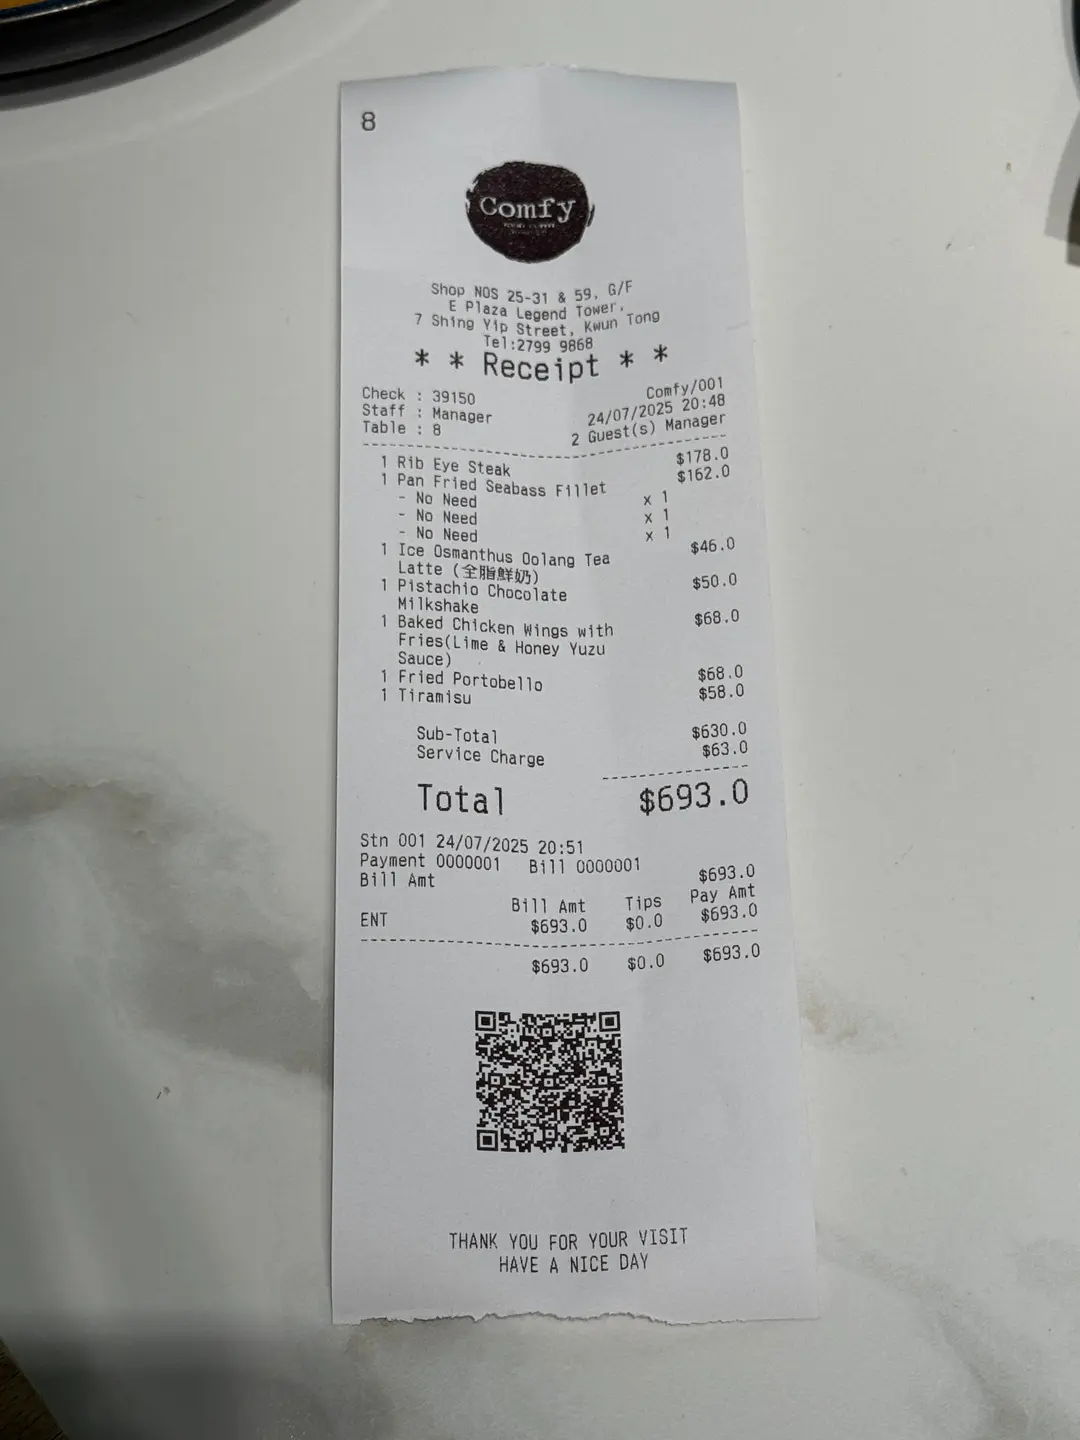 8
Comfy
Shop NOS 25-31 & 59, G/F
E Plaza Legend Tower,
7 Shing Yip Street, Kwun Tong
Tel:2799 9868
* * Receipt * *
Check : 39150 Comfy/001
Staff : Manager 24/07/2025 20:48
Table : 8 2 Guest(s) Manager
1 Rib Eye Steak $178.0
1 Pan Fried Seabass Fillet $162.0
- No Need x 1
- No Need x 1
- No Need x 1
1 Ice Osmanthus Oolang Tea $46.0
Latte (全脂鮮奶)
1 Pistachio Chocolate $50.0
Milkshake
1 Baked Chicken Wings with $68.0
Fries(Lime & Honey Yuzu
Sauce)
1 Fried Portobello $68.0
1 Tiramisu $58.0
Sub-Total $630.0
Service Charge $63.0
Total $693.0
Stn 001 24/07/2025 20:51
Payment 0000001 Bill 0000001
Bill Amt $693.0
Bill Amt Tips Pay Amt
ENT $693.0 $0.0 $693.0
$693.0 $0.0 $693.0
THANK YOU FOR YOUR VISIT
HAVE A NICE DAY